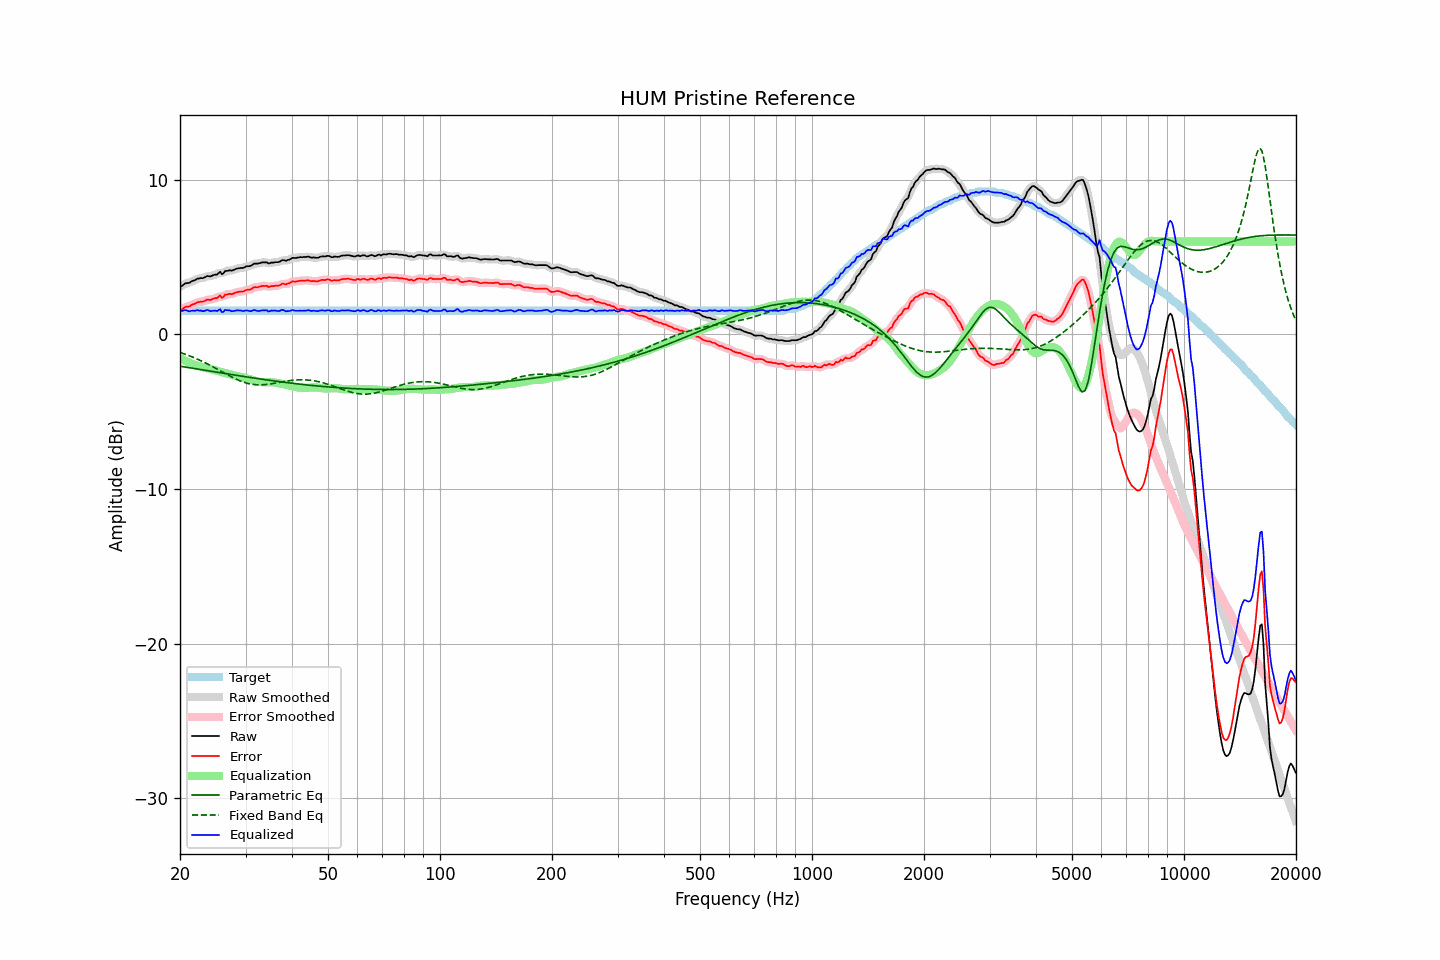 HUM Pristine Reference
10
0
−10
−20
−30
Amplitude (dBr)
Target
Raw Smoothed
Error Smoothed
Raw
Error
Equalization
Parametric Eq
Fixed Band Eq
Equalized
20 50 100 200 500 1000 2000 5000 10000 20000
Frequency (Hz)